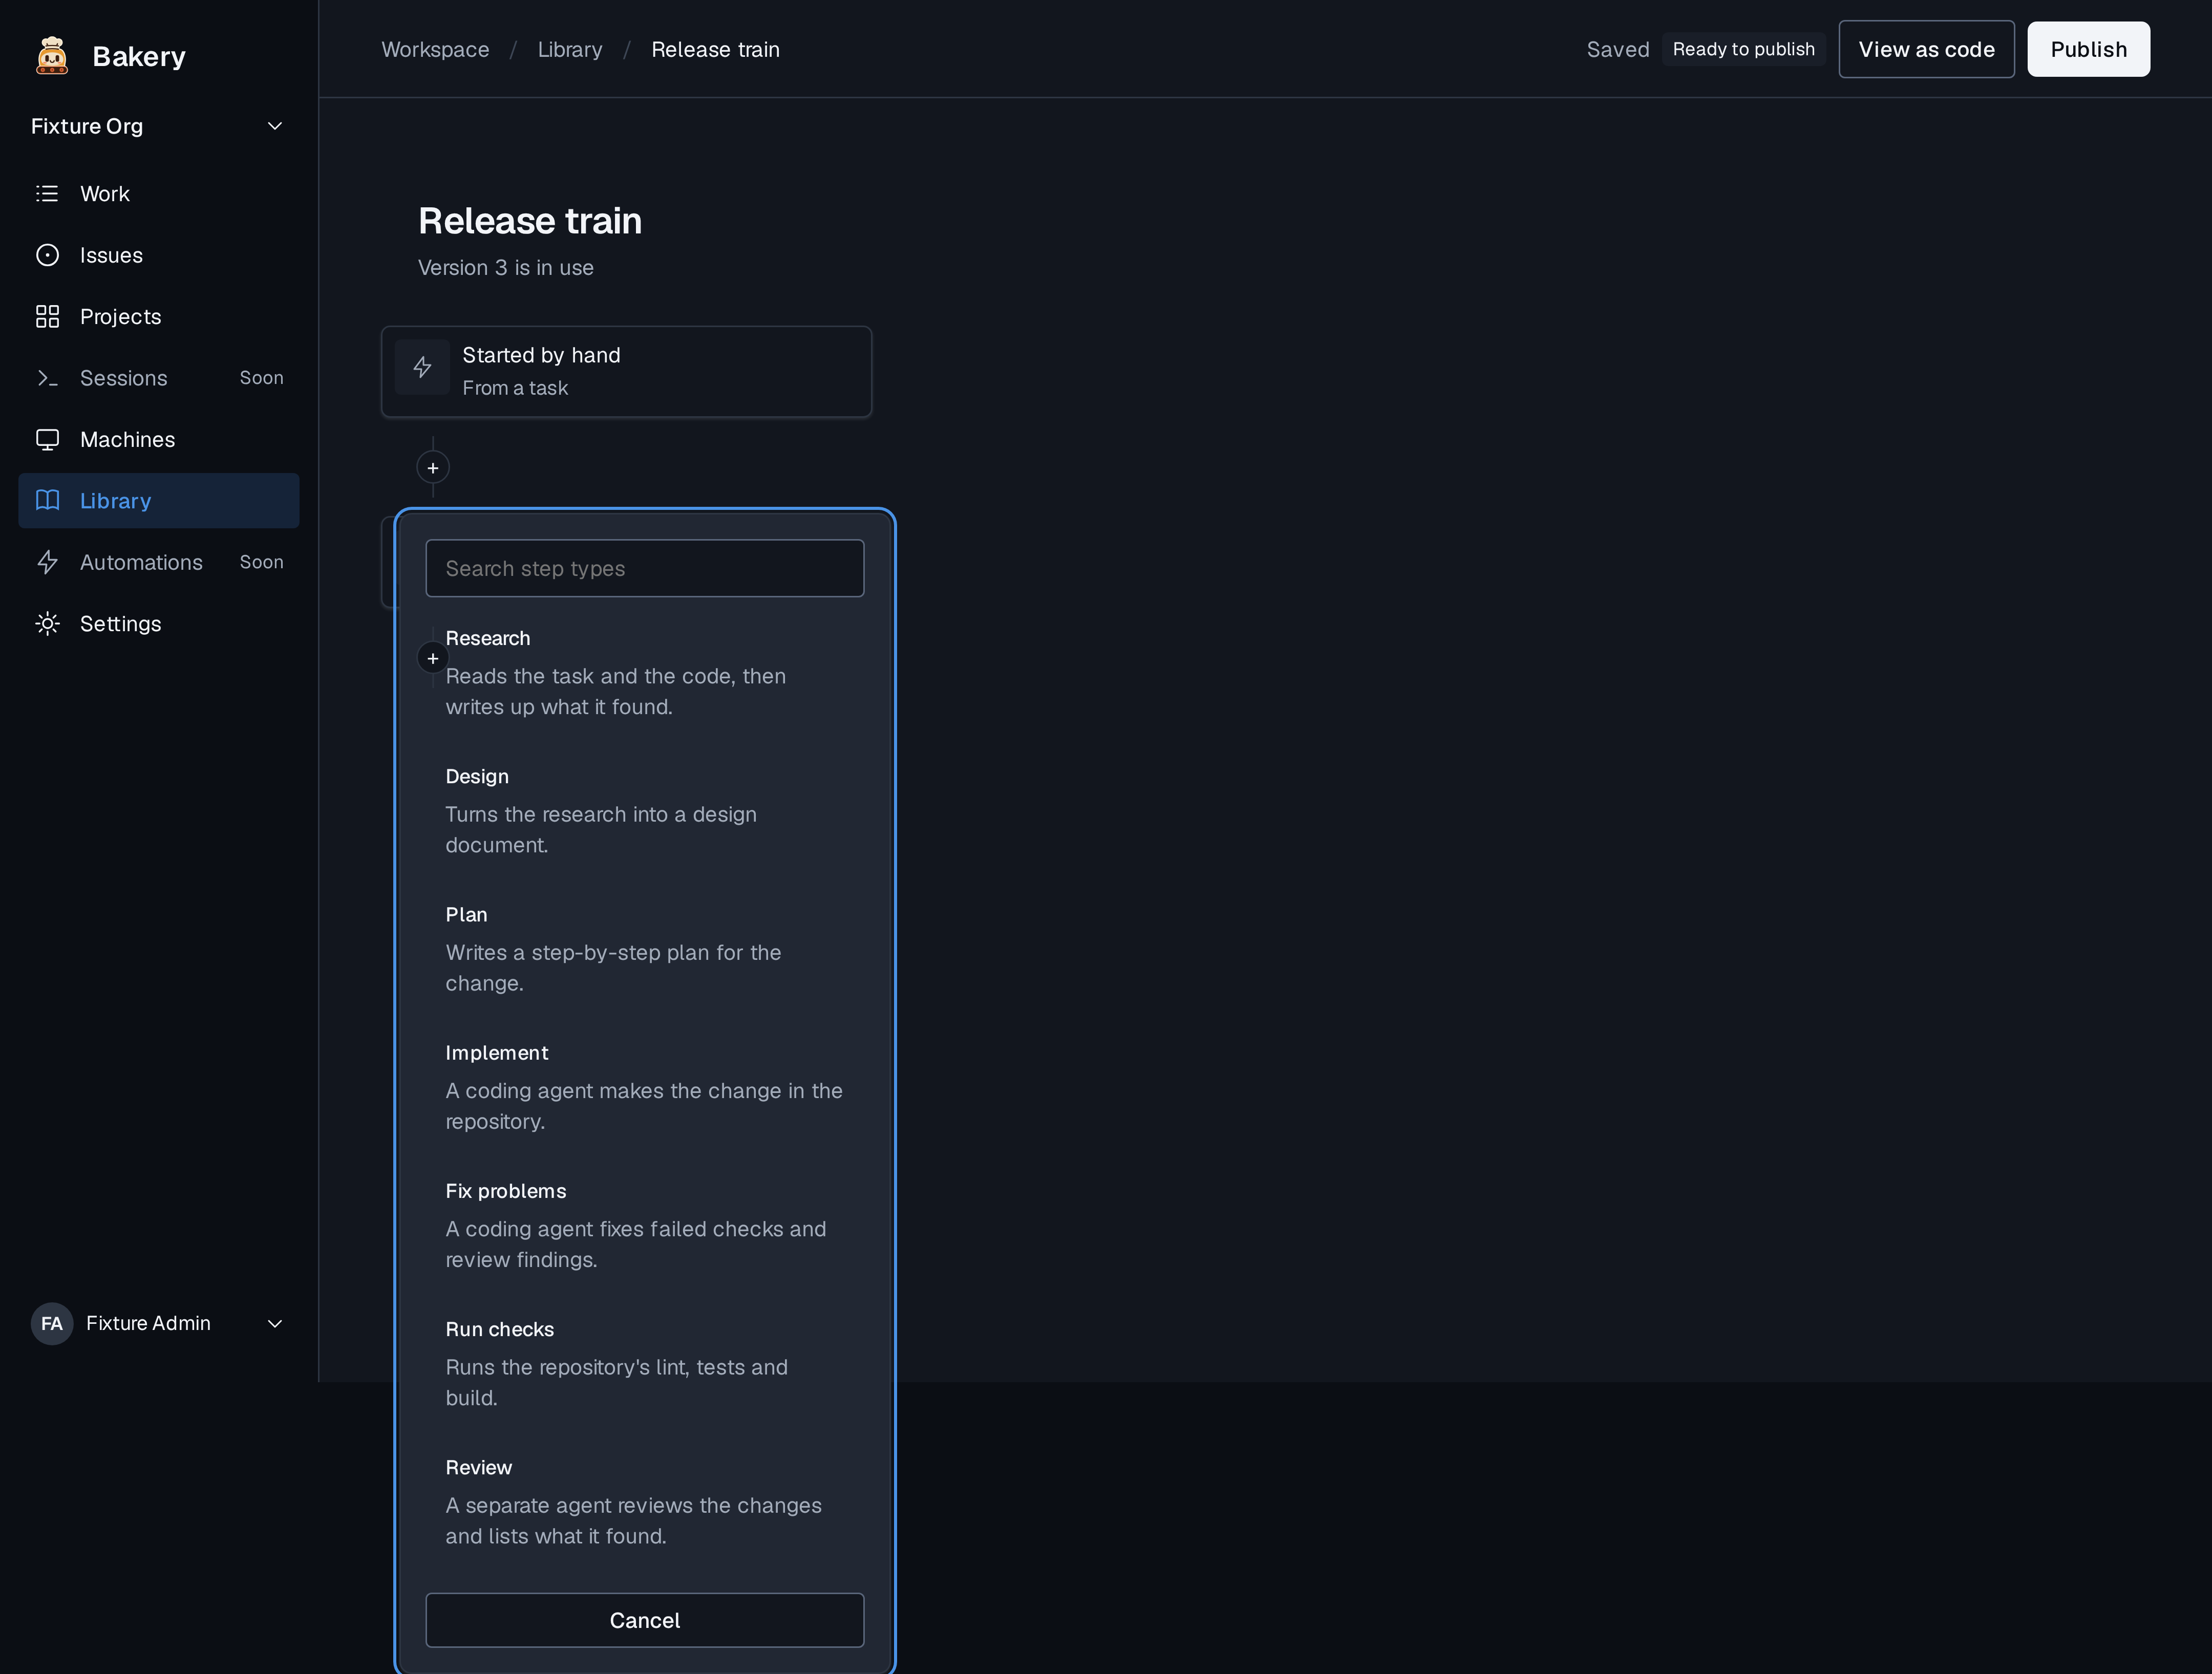 Bakery
Fixture Org
Work
Issues
Projects
Sessions Soon
Machines
Library
Automations Soon
Settings
FA Fixture Admin
Workspace / Library / Release train
Saved Ready to publish View as code Publish
Release train
Version 3 is in use
Started by hand
From a task
+
Search step types
+
Research
Reads the task and the code, then
writes up what it found.
Design
Turns the research into a design
document.
Plan
Writes a step-by-step plan for the
change.
Implement
A coding agent makes the change in the
repository.
Fix problems
A coding agent fixes failed checks and
review findings.
Run checks
Runs the repository's lint, tests and
build.
Review
A separate agent reviews the changes
and lists what it found.
Cancel